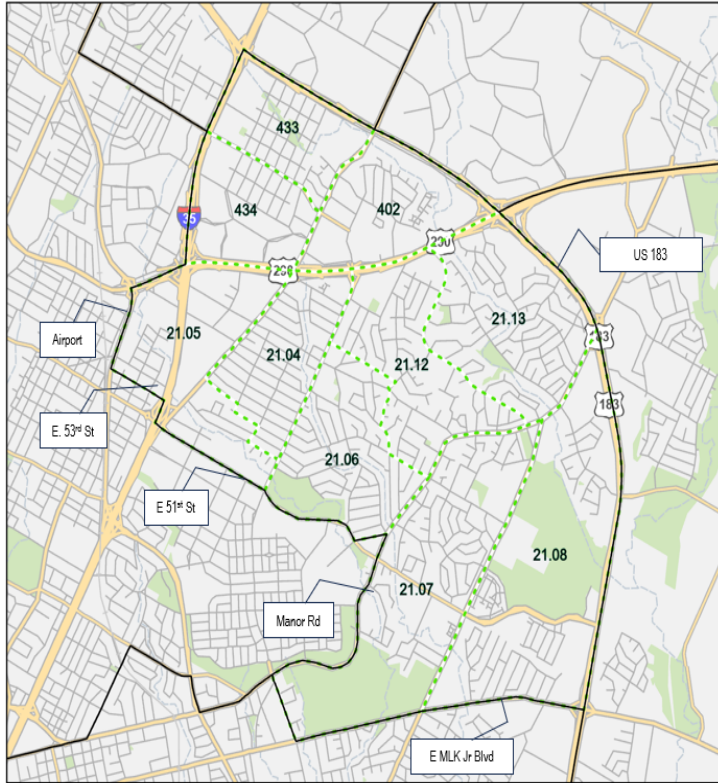 433
434
402
35
230
290
US 183
Airport
21.05
21.04
21.12
21.13
183
183
E. 53rd St
21.06
E 51st St
21.08
21.07
Manor Rd
E MLK Jr Blvd